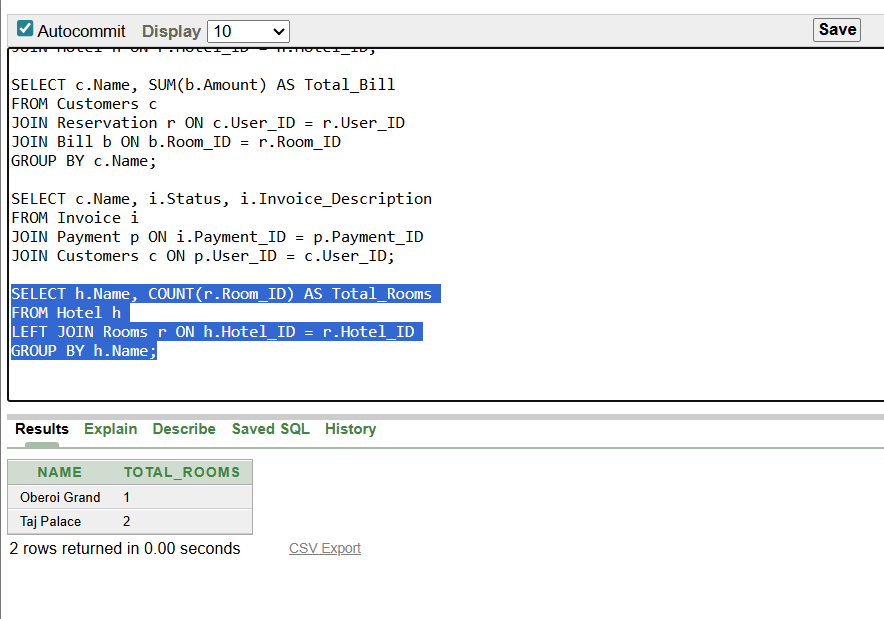 Autocommit Display 10 Save
JOIN Hotel h ON r.Hotel_ID = h.Hotel_ID;
SELECT c.Name, SUM(b.Amount) AS Total_Bill
FROM Customers c
JOIN Reservation r ON c.User_ID = r.User_ID
JOIN Bill b ON b.Room_ID = r.Room_ID
GROUP BY c.Name;
SELECT c.Name, i.Status, i.Invoice_Description
FROM Invoice i
JOIN Payment p ON i.Payment_ID = p.Payment_ID
JOIN Customers c ON p.User_ID = c.User_ID;
SELECT h.Name, COUNT(r.Room_ID) AS Total_Rooms
FROM Hotel h
LEFT JOIN Rooms r ON h.Hotel_ID = r.Hotel_ID
GROUP BY h.Name;
Results Explain Describe Saved SQL History
NAME TOTAL_ROOMS
Oberoi Grand 1
Taj Palace 2
2 rows returned in 0.00 seconds CSV Export